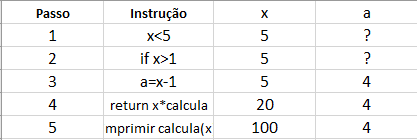 Passo Instrução x a
1 x<5 5 ?
2 if x>1 5 ?
3 a=x-1 5 4
4 return x*calcula 20 4
5 mprimir calcula(x 100 4